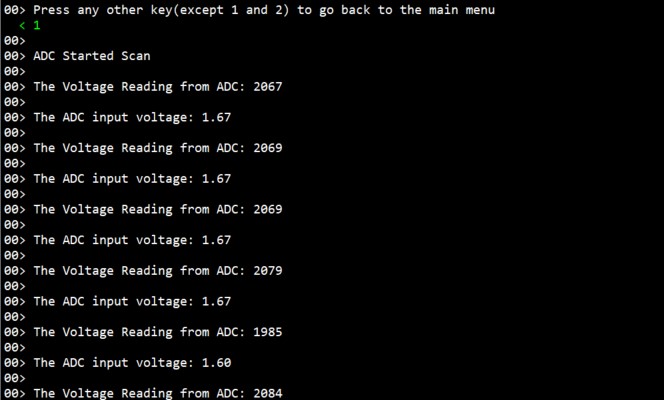 00> Press any other key(except 1 and 2) to go back to the main menu
< 1
00>
00> ADC Started Scan
00>
00> The Voltage Reading from ADC: 2067
00>
00> The ADC input voltage: 1.67
00>
00> The Voltage Reading from ADC: 2069
00>
00> The ADC input voltage: 1.67
00>
00> The Voltage Reading from ADC: 2069
00>
00> The ADC input voltage: 1.67
00>
00> The Voltage Reading from ADC: 2079
00>
00> The ADC input voltage: 1.67
00>
00> The Voltage Reading from ADC: 1985
00>
00> The ADC input voltage: 1.60
00>
00> The Voltage Reading from ADC: 2084